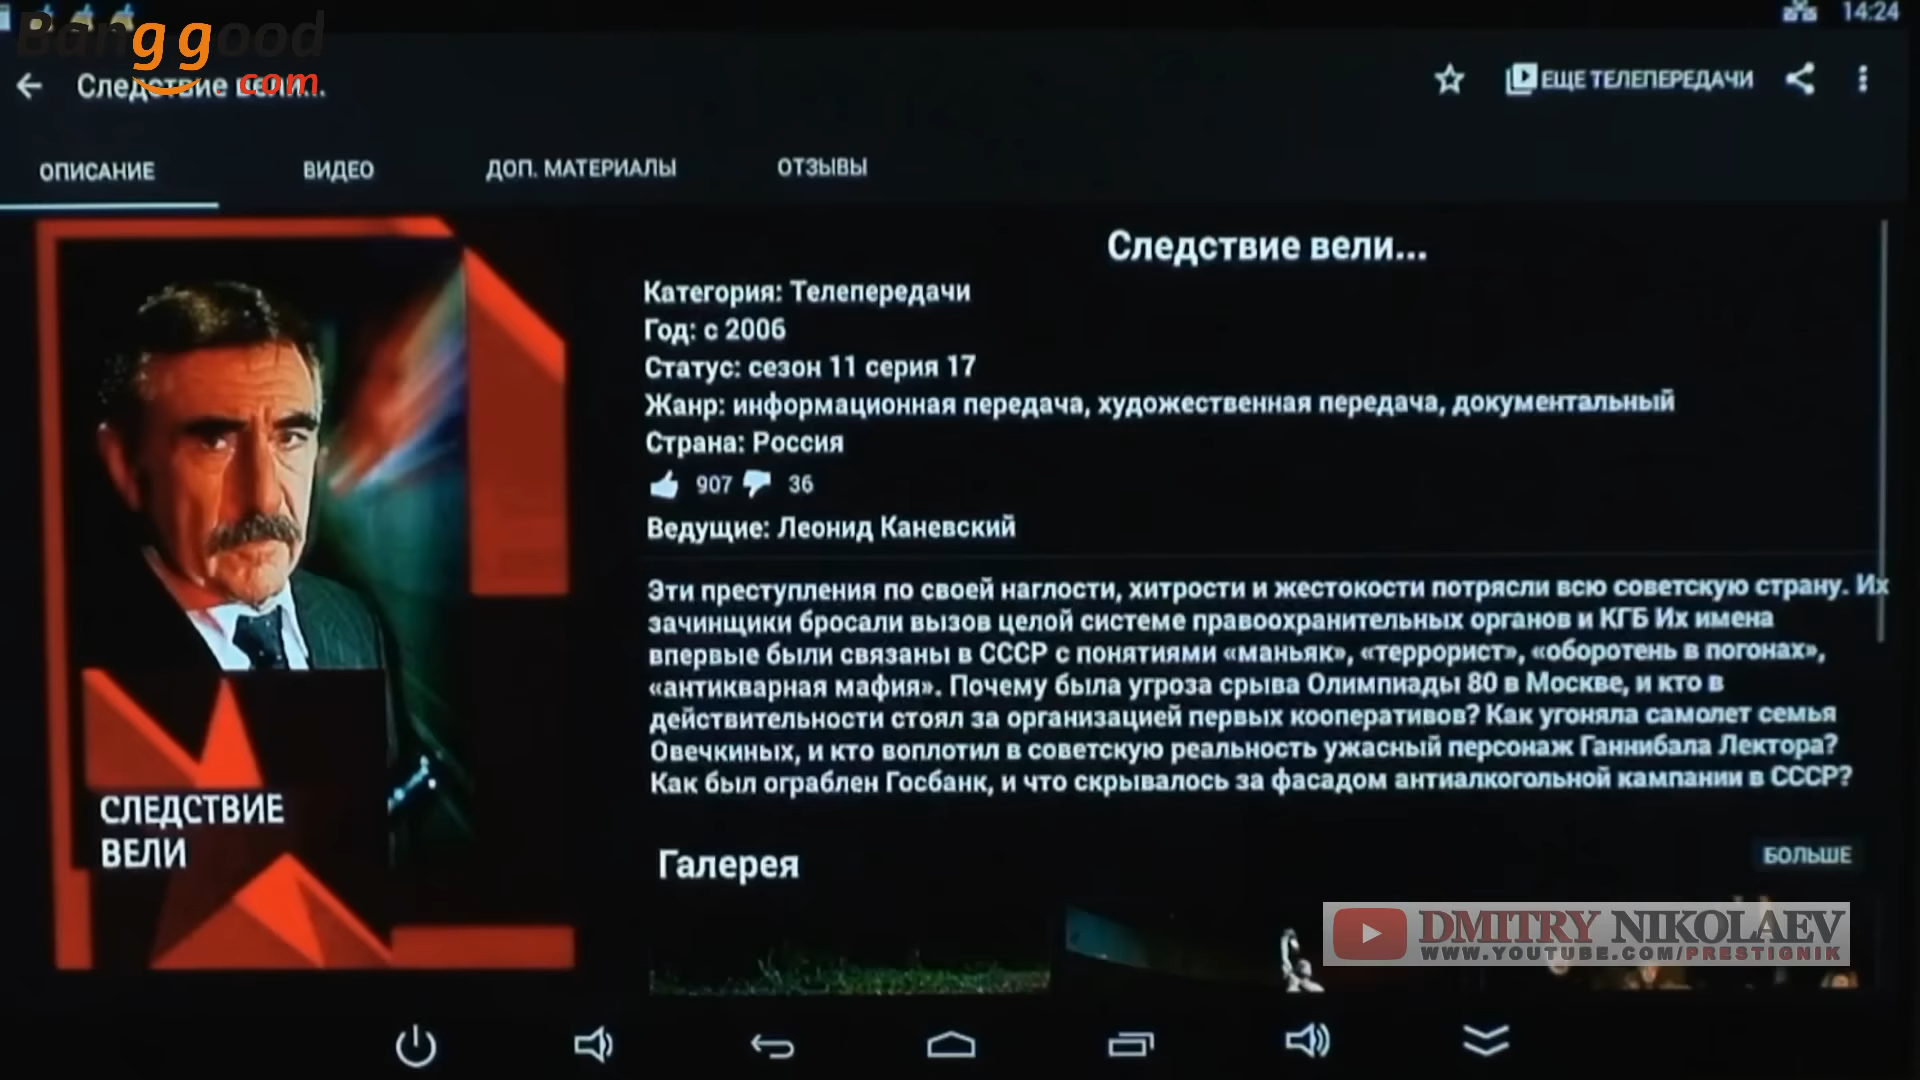 Banggood
.com
14:24
Следствие вели...
ЕЩЕ ТЕЛЕПЕРЕДАЧИ
ОПИСАНИЕ
ВИДЕО
ДОП. МАТЕРИАЛЫ
ОТЗЫВЫ
Следствие вели...
Категория: Телепередачи
Год: с 2006
Статус: сезон 11 серия 17
Жанр: информационная передача, художественная передача, документальный
Страна: Россия
907 36
Ведущие: Леонид Каневский
Эти преступления по своей наглости, хитрости и жестокости потрясли всю советскую страну. Их
зачинщики бросали вызов целой системе правоохранительных органов и КГБ Их имена
впервые были связаны в СССР с понятиями «маньяк», «террорист», «оборотень в погонах»,
«антикварная мафия». Почему была угроза срыва Олимпиады 80 в Москве, и кто в
действительности стоял за организацией первых кооперативов? Как угоняла самолет семья
Овечкиных, и кто воплотил в советскую реальность ужасный персонаж Ганнибала Лектора?
Как был ограблен Госбанк, и что скрывалось за фасадом антиалкогольной кампании в СССР?
СЛЕДСТВИЕ
ВЕЛИ
Галерея
БОЛЬШЕ
DMITRY NIKOLAEV
WWW.YOUTUBE.COM/PRESTIGNIK